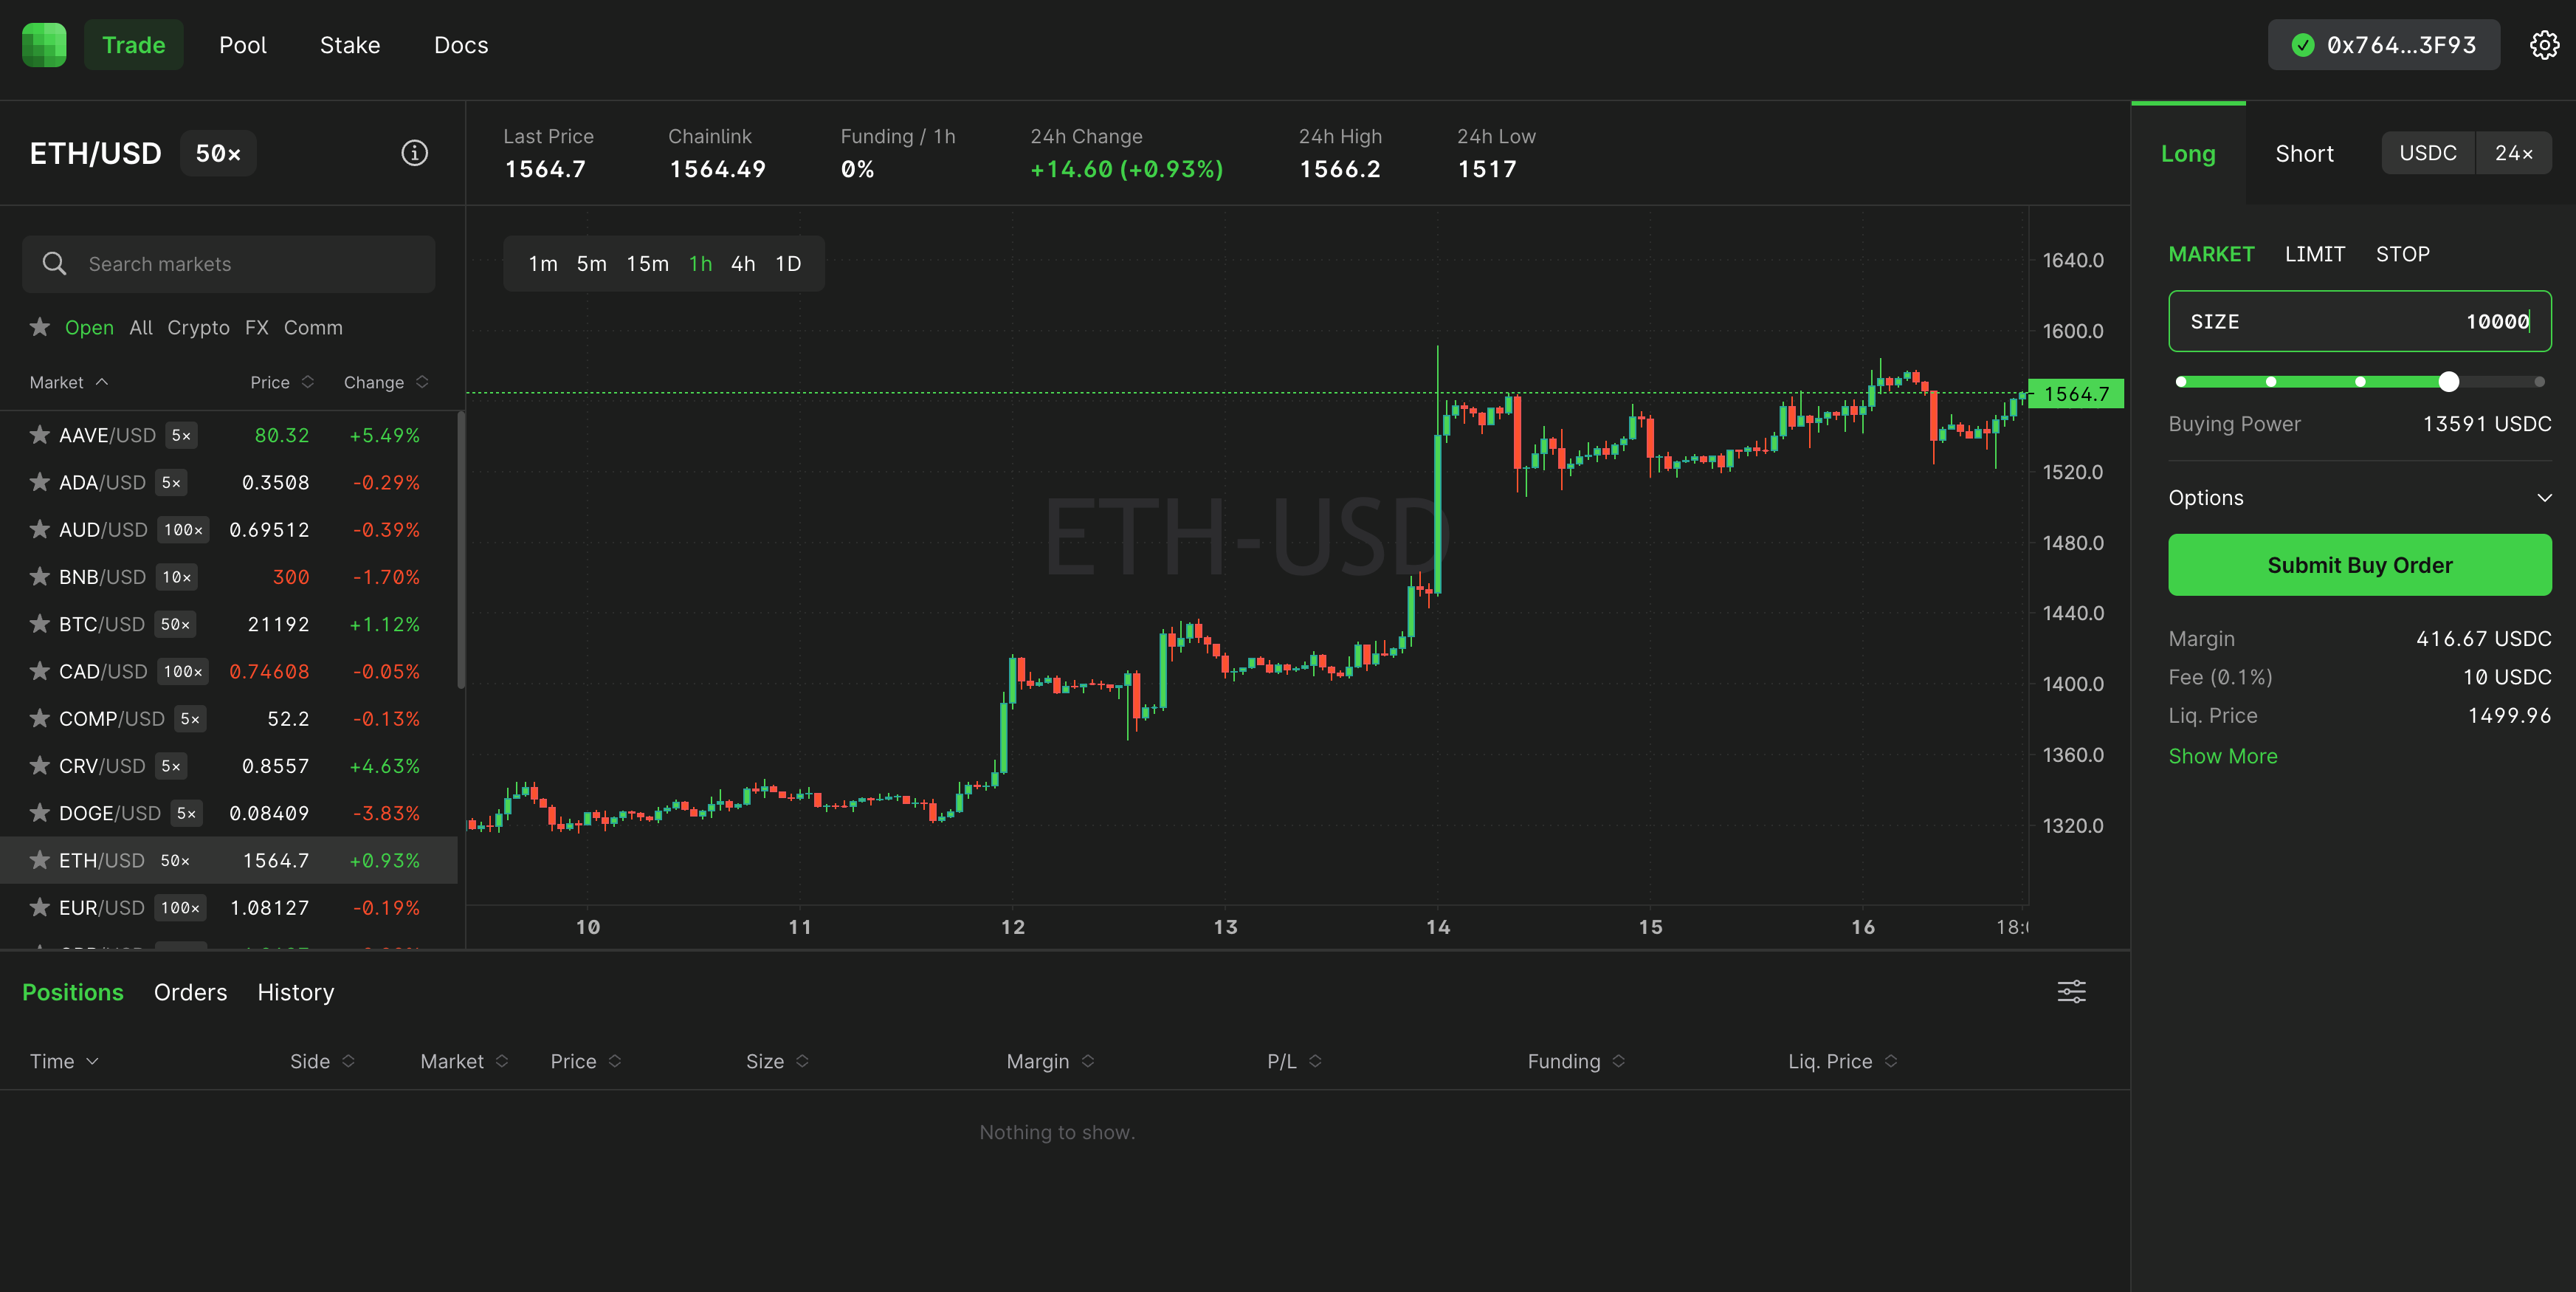 Trade Pool Stake Docs 0x764...3F93
ETH/USD 50×
Last Price Chainlink Funding / 1h 24h Change 24h High 24h Low
1564.7 1564.49 0% +14.60 (+0.93%) 1566.2 1517
Long Short USDC 24×
Search markets
Open All Crypto FX Comm
Market Price Change
AAVE/USD 5× 80.32 +5.49%
ADA/USD 5× 0.3508 -0.29%
AUD/USD 100× 0.69512 -0.39%
BNB/USD 10× 300 -1.70%
BTC/USD 50× 21192 +1.12%
CAD/USD 100× 0.74608 -0.05%
COMP/USD 5× 52.2 -0.13%
CRV/USD 5× 0.8557 +4.63%
DOGE/USD 5× 0.08409 -3.83%
ETH/USD 50× 1564.7 +0.93%
EUR/USD 100× 1.08127 -0.19%
1m 5m 15m 1h 4h 1D
ETH-USD
1640.0
1600.0
1564.7
1520.0
1480.0
1440.0
1400.0
1360.0
1320.0
10 11 12 13 14 15 16
MARKET LIMIT STOP
SIZE 10000
Buying Power 13591 USDC
Options
Submit Buy Order
Margin 416.67 USDC
Fee (0.1%) 10 USDC
Liq. Price 1499.96
Show More
Positions Orders History
Time Side Market Price Size Margin P/L Funding Liq. Price
Nothing to show.